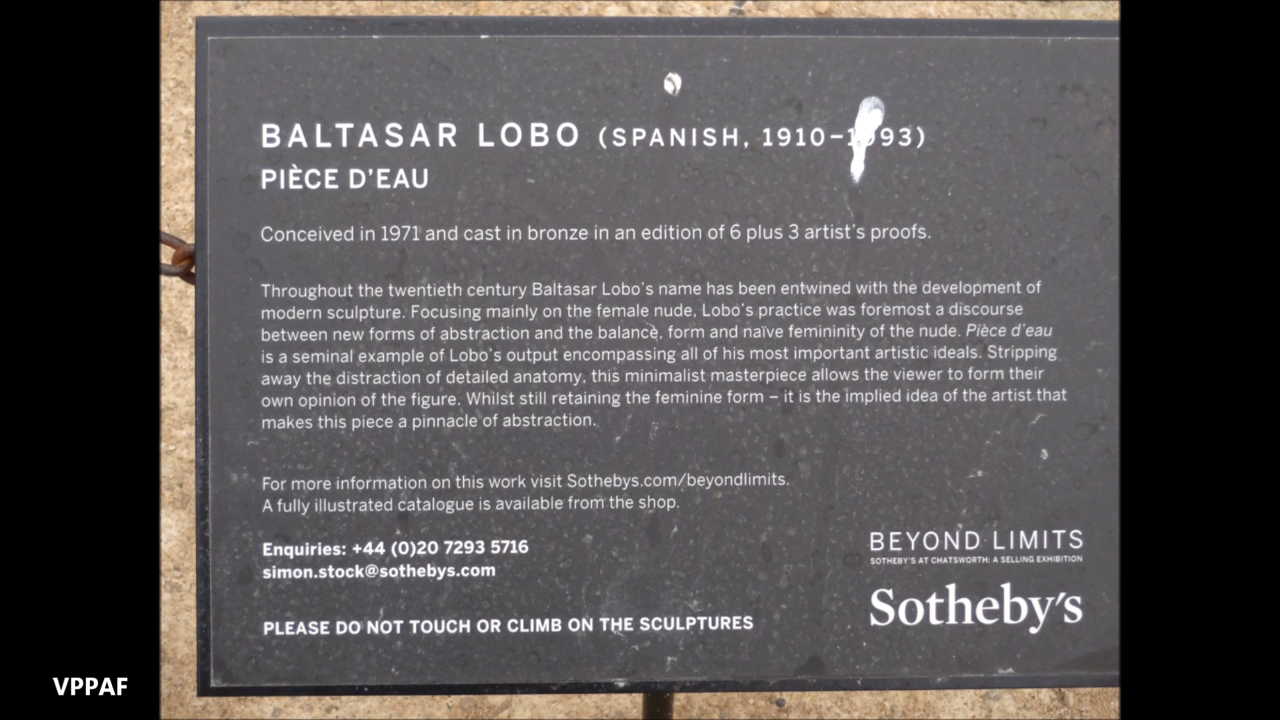 BALTASAR LOBO (SPANISH, 1910–1993)
PIÈCE D'EAU
Conceived in 1971 and cast in bronze in an edition of 6 plus 3 artist's proofs.
Throughout the twentieth century Baltasar Lobo's name has been entwined with the development of
modern sculpture. Focusing mainly on the female nude, Lobo's practice was foremost a discourse
between new forms of abstraction and the balance, form and naïve femininity of the nude. Pièce d'eau
is a seminal example of Lobo's output encompassing all of his most important artistic ideals. Stripping
away the distraction of detailed anatomy, this minimalist masterpiece allows the viewer to form their
own opinion of the figure. Whilst still retaining the feminine form – it is the implied idea of the artist that
makes this piece a pinnacle of abstraction.
For more information on this work visit Sothebys.com/beyondlimits.
A fully illustrated catalogue is available from the shop.
Enquiries: +44 (0)20 7293 5716
simon.stock@sothebys.com
PLEASE DO NOT TOUCH OR CLIMB ON THE SCULPTURES
BEYOND LIMITS
SOTHEBY'S AT CHATSWORTH: A SELLING EXHIBITION
Sotheby's
VPPAF